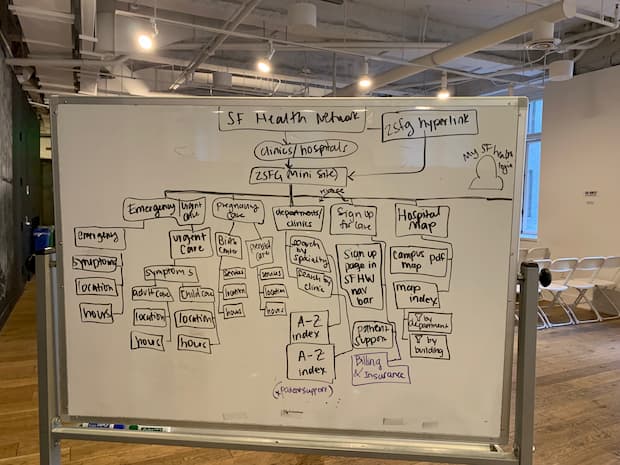 SF Health Network
zsfg hyperlink
clinics/hospitals
ZSFG (Mini Site)
My SF health
login
Emergency
urgent
care
pregnancy
care
departments/
clinics
Sign up
for care
Hospital
Map
emergency
symptoms
location
hours
urgent
care
symptoms
adult care
child care
location
location
hours
hours
Birth
center
services
location
hours
care
services
location
hours
search
by specialty
search by
clinic
A-Z
index
A-Z
index
(*patient support)
Sign up
page in
SFHN
nav
bar
patient
support
Billing
& Insurance
campus pdf
map
map
index
by
department
by
building